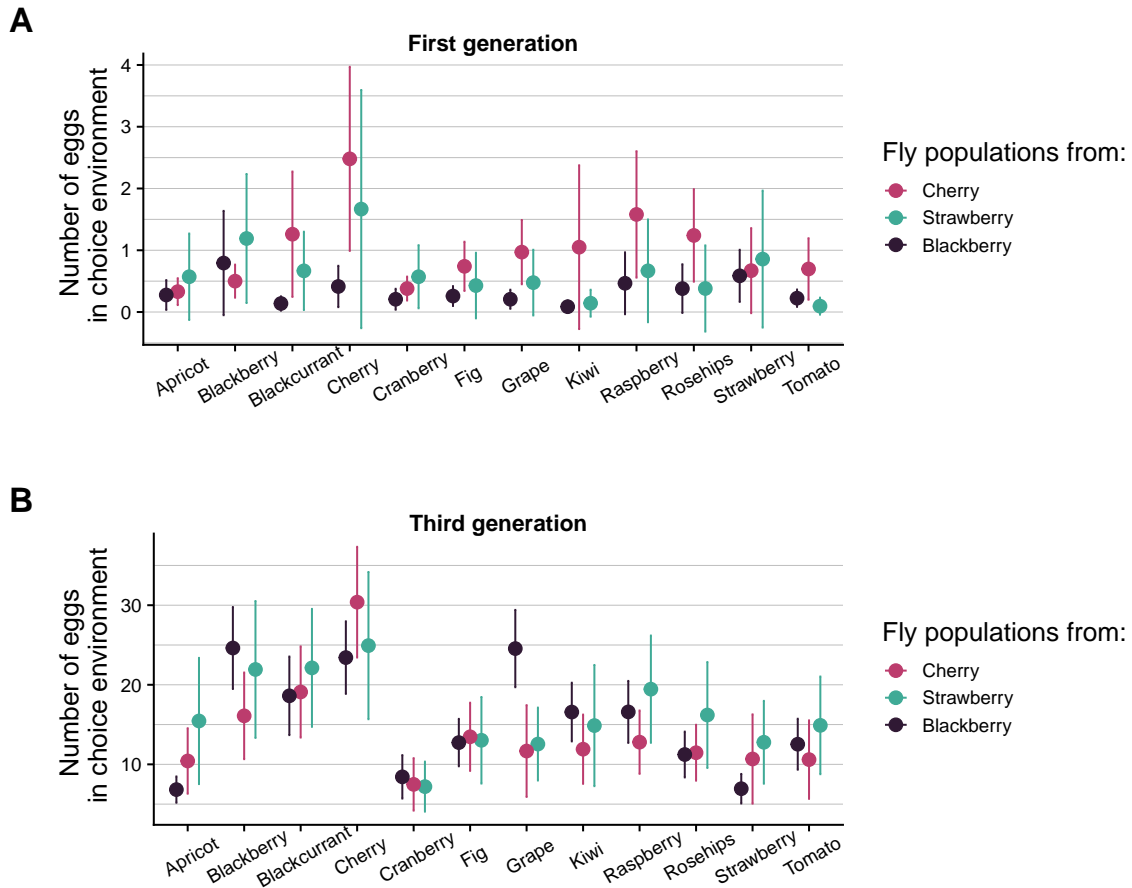 A
First generation
Number of eggs
in choice environment
4
3
2
1
0
Apricot
Blackberry
Blackcurrant
Cherry
Cranberry
Fig
Grape
Kiwi
Raspberry
Rosehips
Strawberry
Tomato
Fly populations from:
Cherry
Strawberry
Blackberry
B
Third generation
Number of eggs
in choice environment
30
20
10
Apricot
Blackberry
Blackcurrant
Cherry
Cranberry
Fig
Grape
Kiwi
Raspberry
Rosehips
Strawberry
Tomato
Fly populations from:
Cherry
Strawberry
Blackberry